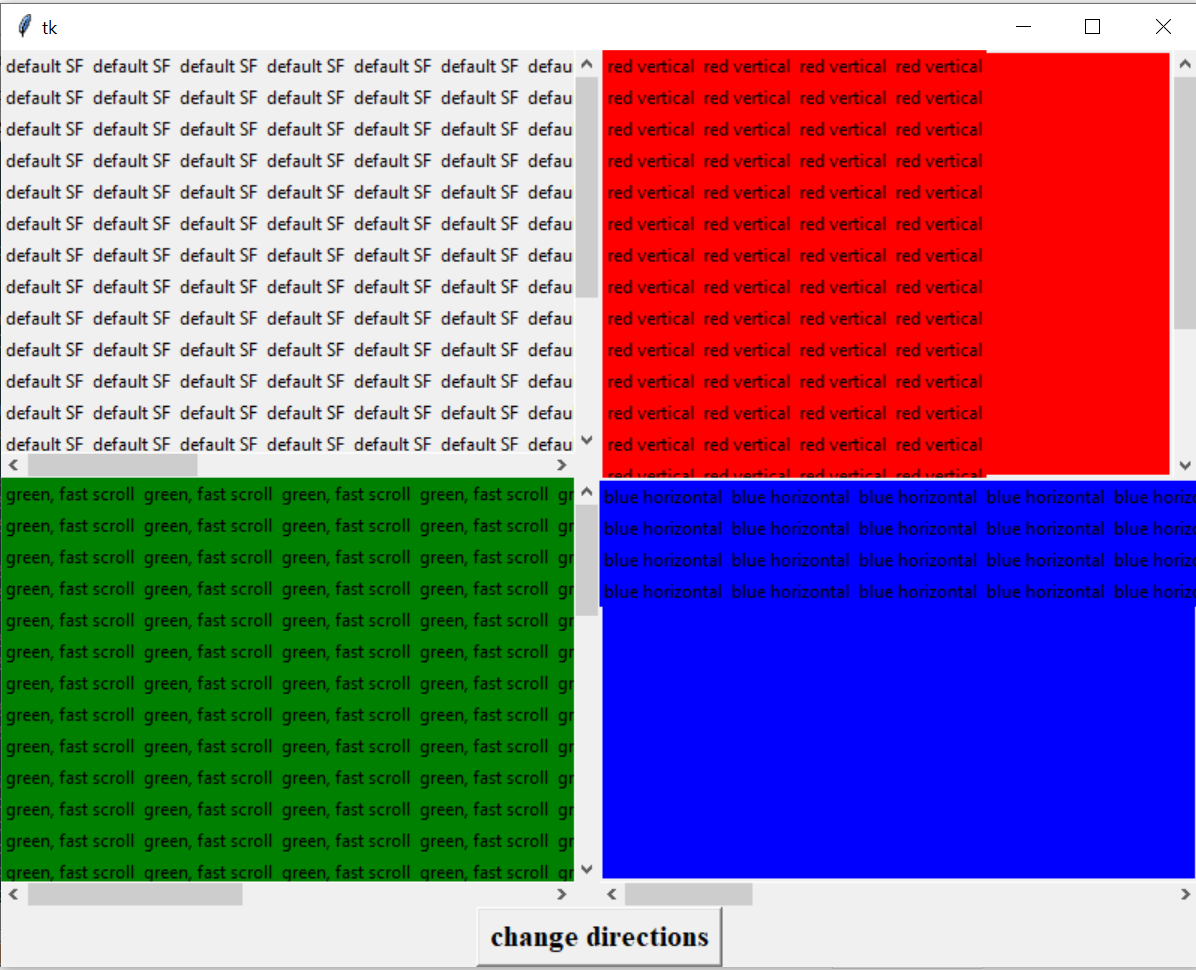 tk
default SF default SF default SF default SF default SF default SF defau
default SF default SF default SF default SF default SF default SF defau
default SF default SF default SF default SF default SF default SF defau
default SF default SF default SF default SF default SF default SF defau
default SF default SF default SF default SF default SF default SF defau
default SF default SF default SF default SF default SF default SF defau
default SF default SF default SF default SF default SF default SF defau
default SF default SF default SF default SF default SF default SF defau
default SF default SF default SF default SF default SF default SF defau
default SF default SF default SF default SF default SF default SF defau
default SF default SF default SF default SF default SF default SF defau
default SF default SF default SF default SF default SF default SF defau
default SF default SF default SF default SF default SF default SF defau
red vertical red vertical red vertical red vertical
red vertical red vertical red vertical red vertical
red vertical red vertical red vertical red vertical
red vertical red vertical red vertical red vertical
red vertical red vertical red vertical red vertical
red vertical red vertical red vertical red vertical
red vertical red vertical red vertical red vertical
red vertical red vertical red vertical red vertical
red vertical red vertical red vertical red vertical
red vertical red vertical red vertical red vertical
red vertical red vertical red vertical red vertical
red vertical red vertical red vertical red vertical
red vertical red vertical red vertical red vertical
red vertical red vertical red vertical red vertical
green, fast scroll green, fast scroll green, fast scroll green, fast scroll gr
green, fast scroll green, fast scroll green, fast scroll green, fast scroll gr
green, fast scroll green, fast scroll green, fast scroll green, fast scroll gr
green, fast scroll green, fast scroll green, fast scroll green, fast scroll gr
green, fast scroll green, fast scroll green, fast scroll green, fast scroll gr
green, fast scroll green, fast scroll green, fast scroll green, fast scroll gr
green, fast scroll green, fast scroll green, fast scroll green, fast scroll gr
green, fast scroll green, fast scroll green, fast scroll green, fast scroll gr
green, fast scroll green, fast scroll green, fast scroll green, fast scroll gr
green, fast scroll green, fast scroll green, fast scroll green, fast scroll gr
green, fast scroll green, fast scroll green, fast scroll green, fast scroll gr
green, fast scroll green, fast scroll green, fast scroll green, fast scroll gr
green, fast scroll green, fast scroll green, fast scroll green, fast scroll gr
blue horizontal blue horizontal blue horizontal blue horizontal blue horiz
blue horizontal blue horizontal blue horizontal blue horizontal blue horiz
blue horizontal blue horizontal blue horizontal blue horizontal blue horiz
blue horizontal blue horizontal blue horizontal blue horizontal blue horiz
change directions